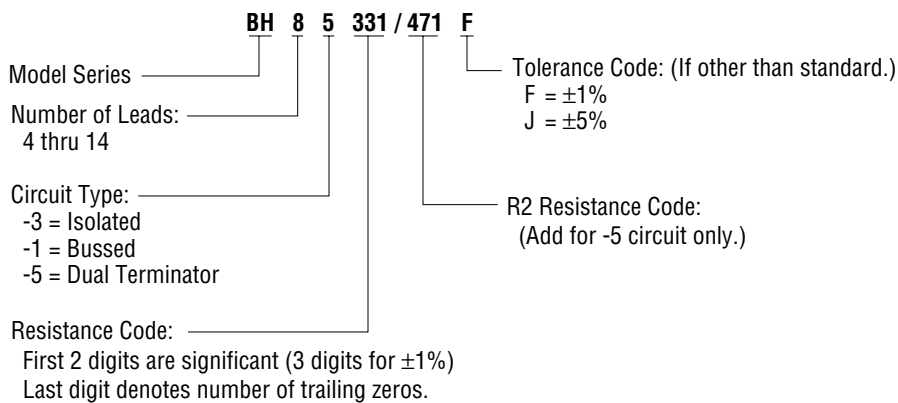 BH 8 5 331 / 471 F
Model Series
Number of Leads:
4 thru 14
Circuit Type:
-3 = Isolated
-1 = Bussed
-5 = Dual Terminator
Resistance Code:
First 2 digits are significant (3 digits for ±1%)
Last digit denotes number of trailing zeros.
Tolerance Code: (If other than standard.)
F = ±1%
J = ±5%
R2 Resistance Code:
(Add for -5 circuit only.)